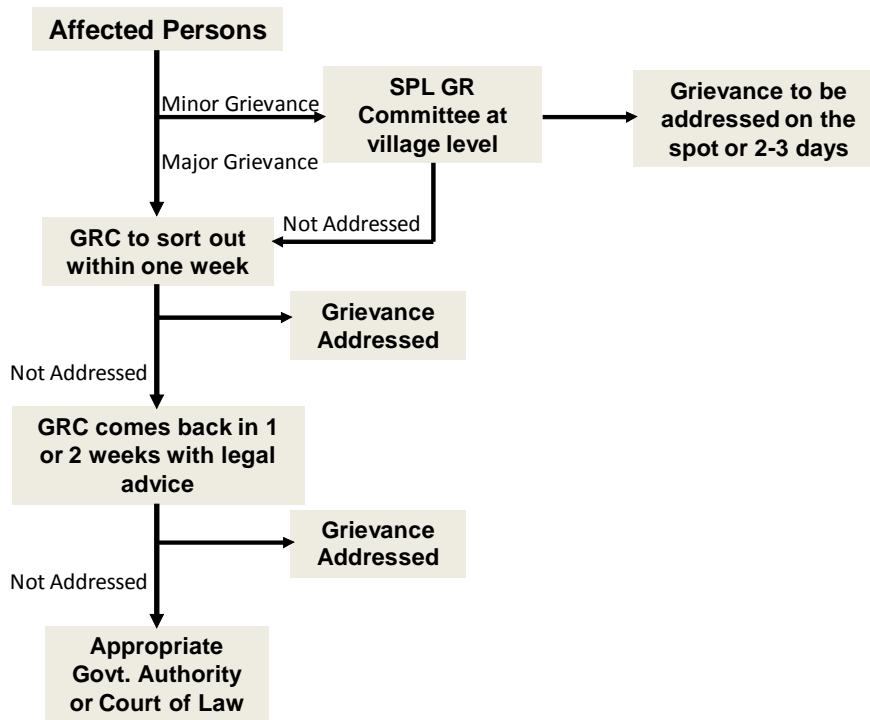 Affected Persons
Minor Grievance
SPL GR
Committee at
village level
Grievance to be
addressed on the
spot or 2-3 days
Major Grievance
Not Addressed
GRC to sort out
within one week
Grievance
Addressed
Not Addressed
GRC comes back in 1
or 2 weeks with legal
advice
Grievance
Addressed
Not Addressed
Appropriate
Govt. Authority
or Court of Law